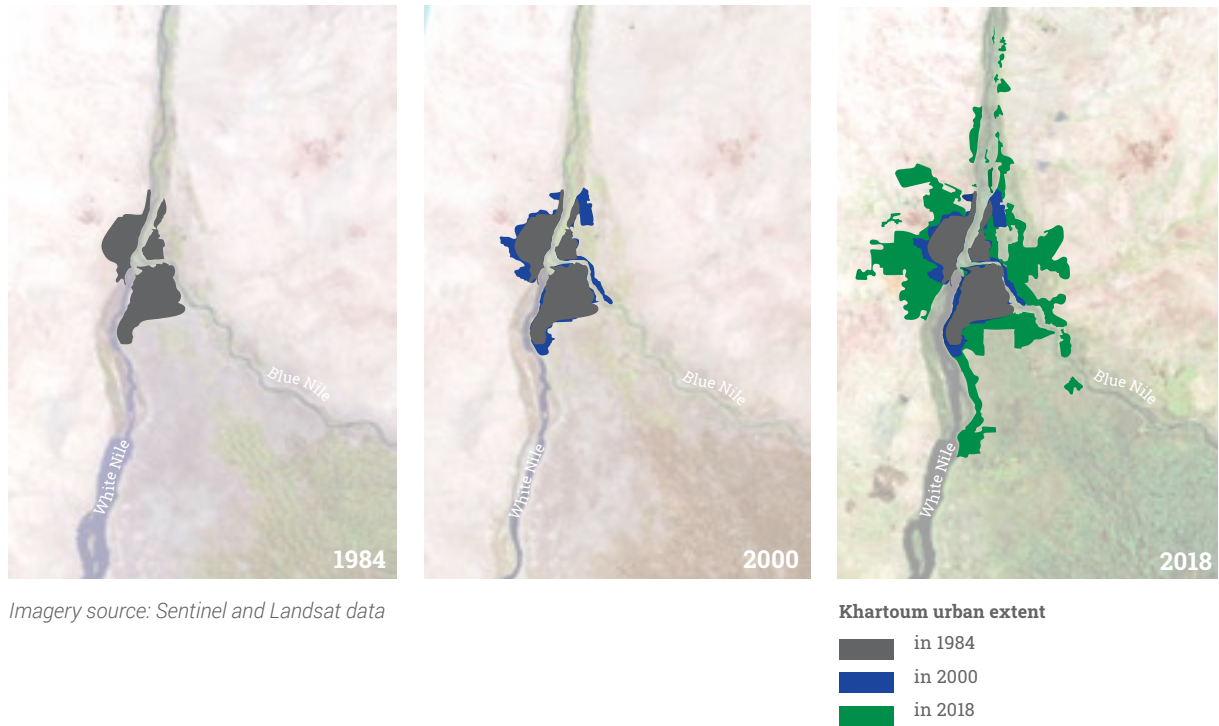 Blue Nile
White Nile
1984
Blue Nile
White Nile
2000
Blue Nile
White Nile
2018
Imagery source: Sentinel and Landsat data
Khartoum urban extent
in 1984
in 2000
in 2018